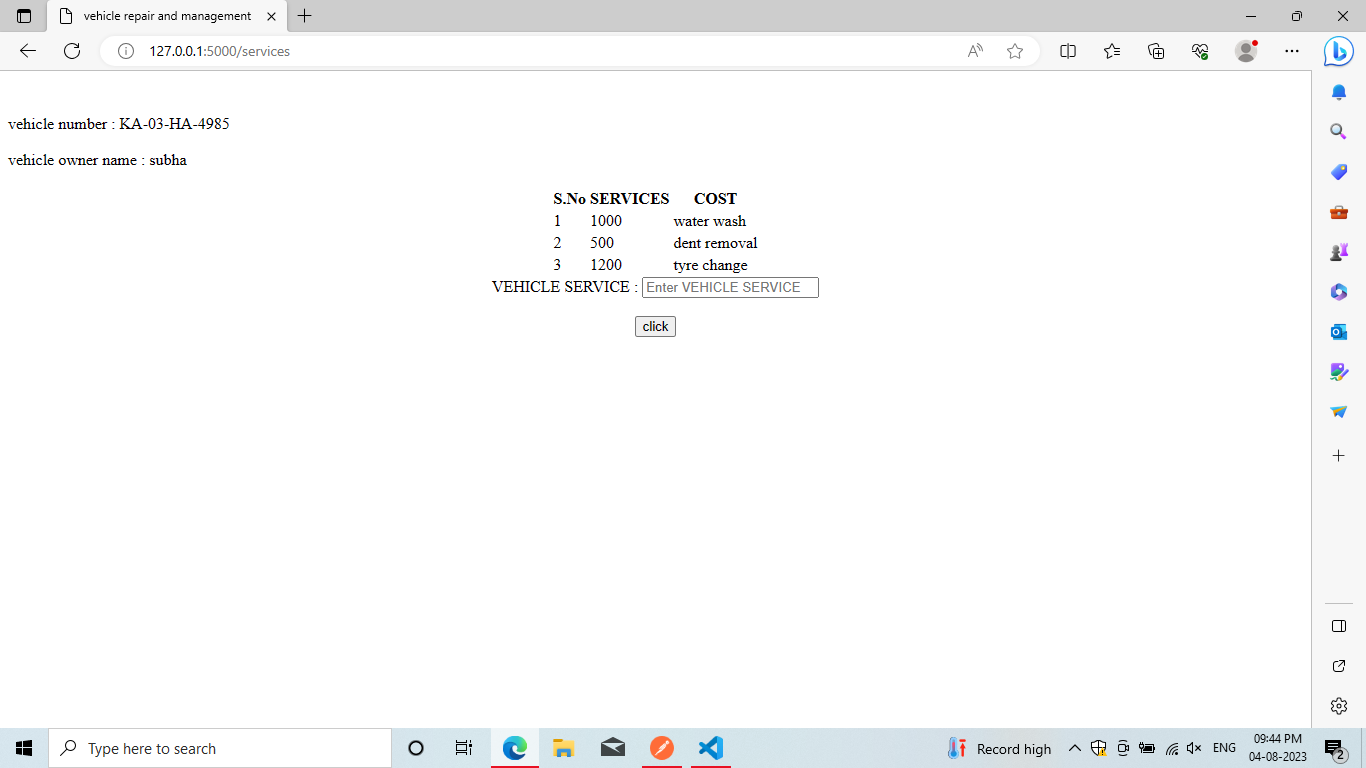 vehicle repair and management
127.0.0.1:5000/services
vehicle number : KA-03-HA-4985
vehicle owner name : subha
S.No SERVICES COST
1 1000 water wash
2 500 dent removal
3 1200 tyre change
VEHICLE SERVICE : Enter VEHICLE SERVICE
click
Type here to search
Record high
ENG
09:44 PM
04-08-2023
2